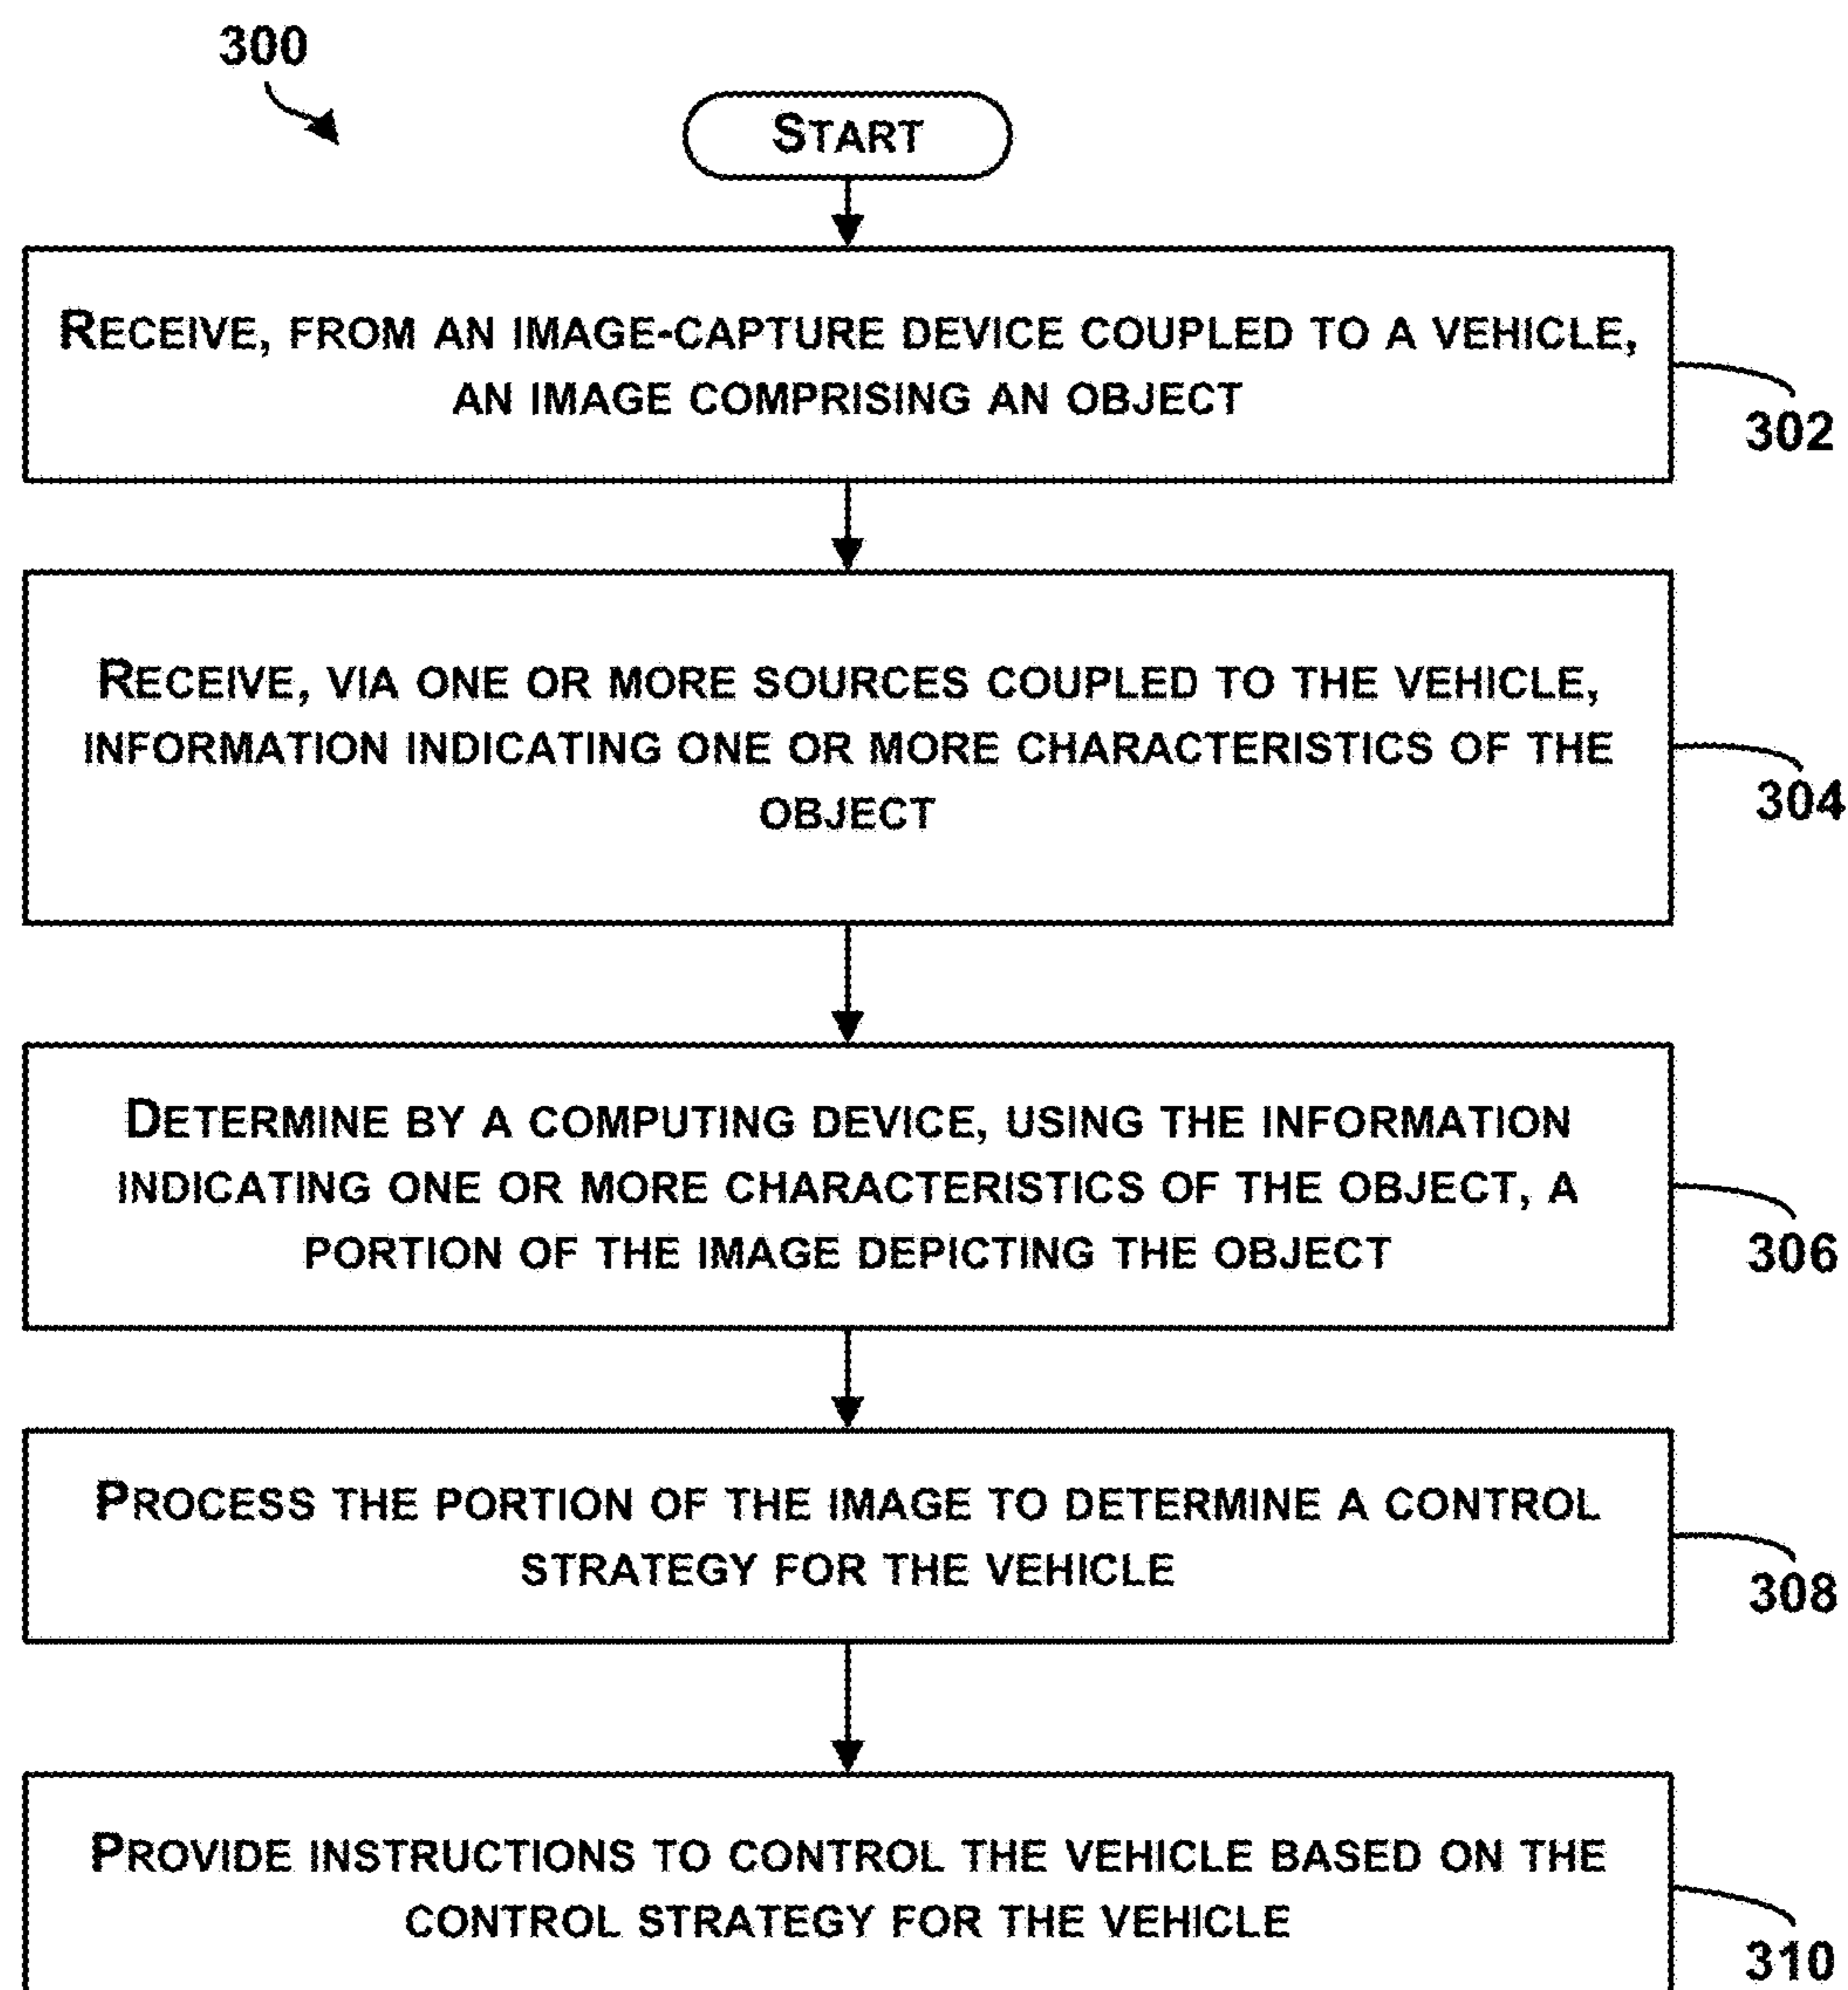 300
START
RECEIVE, FROM AN IMAGE-CAPTURE DEVICE COUPLED TO A VEHICLE,
AN IMAGE COMPRISING AN OBJECT
302
RECEIVE, VIA ONE OR MORE SOURCES COUPLED TO THE VEHICLE,
INFORMATION INDICATING ONE OR MORE CHARACTERISTICS OF THE
OBJECT
304
DETERMINE BY A COMPUTING DEVICE, USING THE INFORMATION
INDICATING ONE OR MORE CHARACTERISTICS OF THE OBJECT, A
PORTION OF THE IMAGE DEPICTING THE OBJECT
306
PROCESS THE PORTION OF THE IMAGE TO DETERMINE A CONTROL
STRATEGY FOR THE VEHICLE
308
PROVIDE INSTRUCTIONS TO CONTROL THE VEHICLE BASED ON THE
CONTROL STRATEGY FOR THE VEHICLE
310